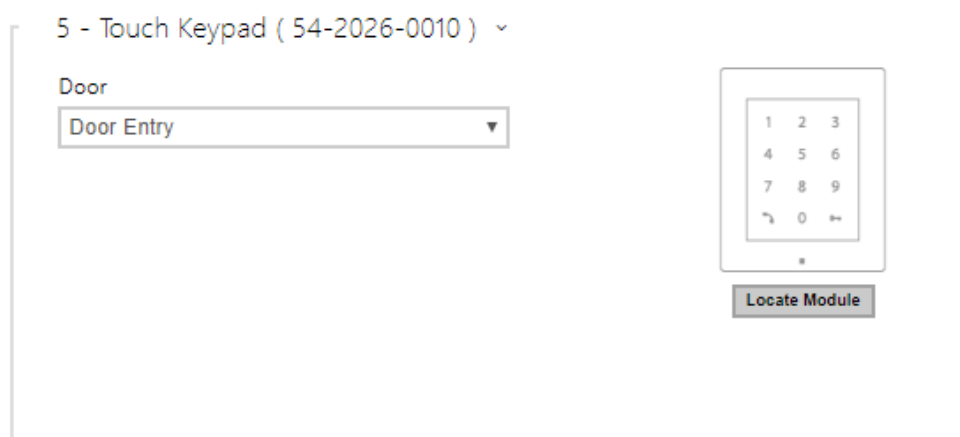 5 - Touch Keypad ( 54-2026-0010 )
Door
Door Entry
1 2 3
4 5 6
7 8 9
0
Locate Module